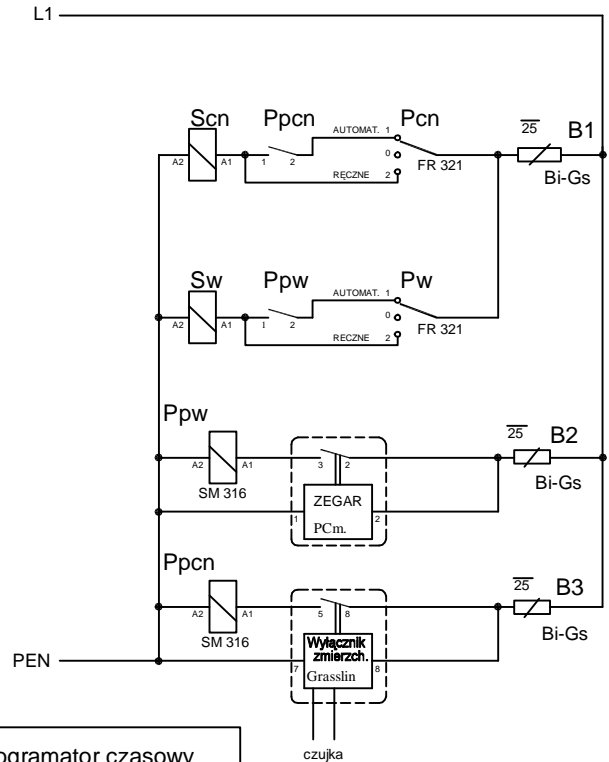 L1
Scn Ppcn Pcn 25 B1
AUTOMAT. 1
A2 A1 1 2 0 FR 321
RĘCZNE 2 Bi-Gs
Sw Ppw Pw
AUTOMAT. 1
A2 A1 1 2 0 FR 321
RECZNE 2
Ppw 25 B2
A2 A1 3 2
SM 316 Bi-Gs
ZEGAR
1 2
PCm.
Ppcn 25 B3
A2 A1 5 8
SM 316 Bi-Gs
Wyłącznik
zmierzch.
PEN 7 8
Grasslin
czujka
ogramator czasowy